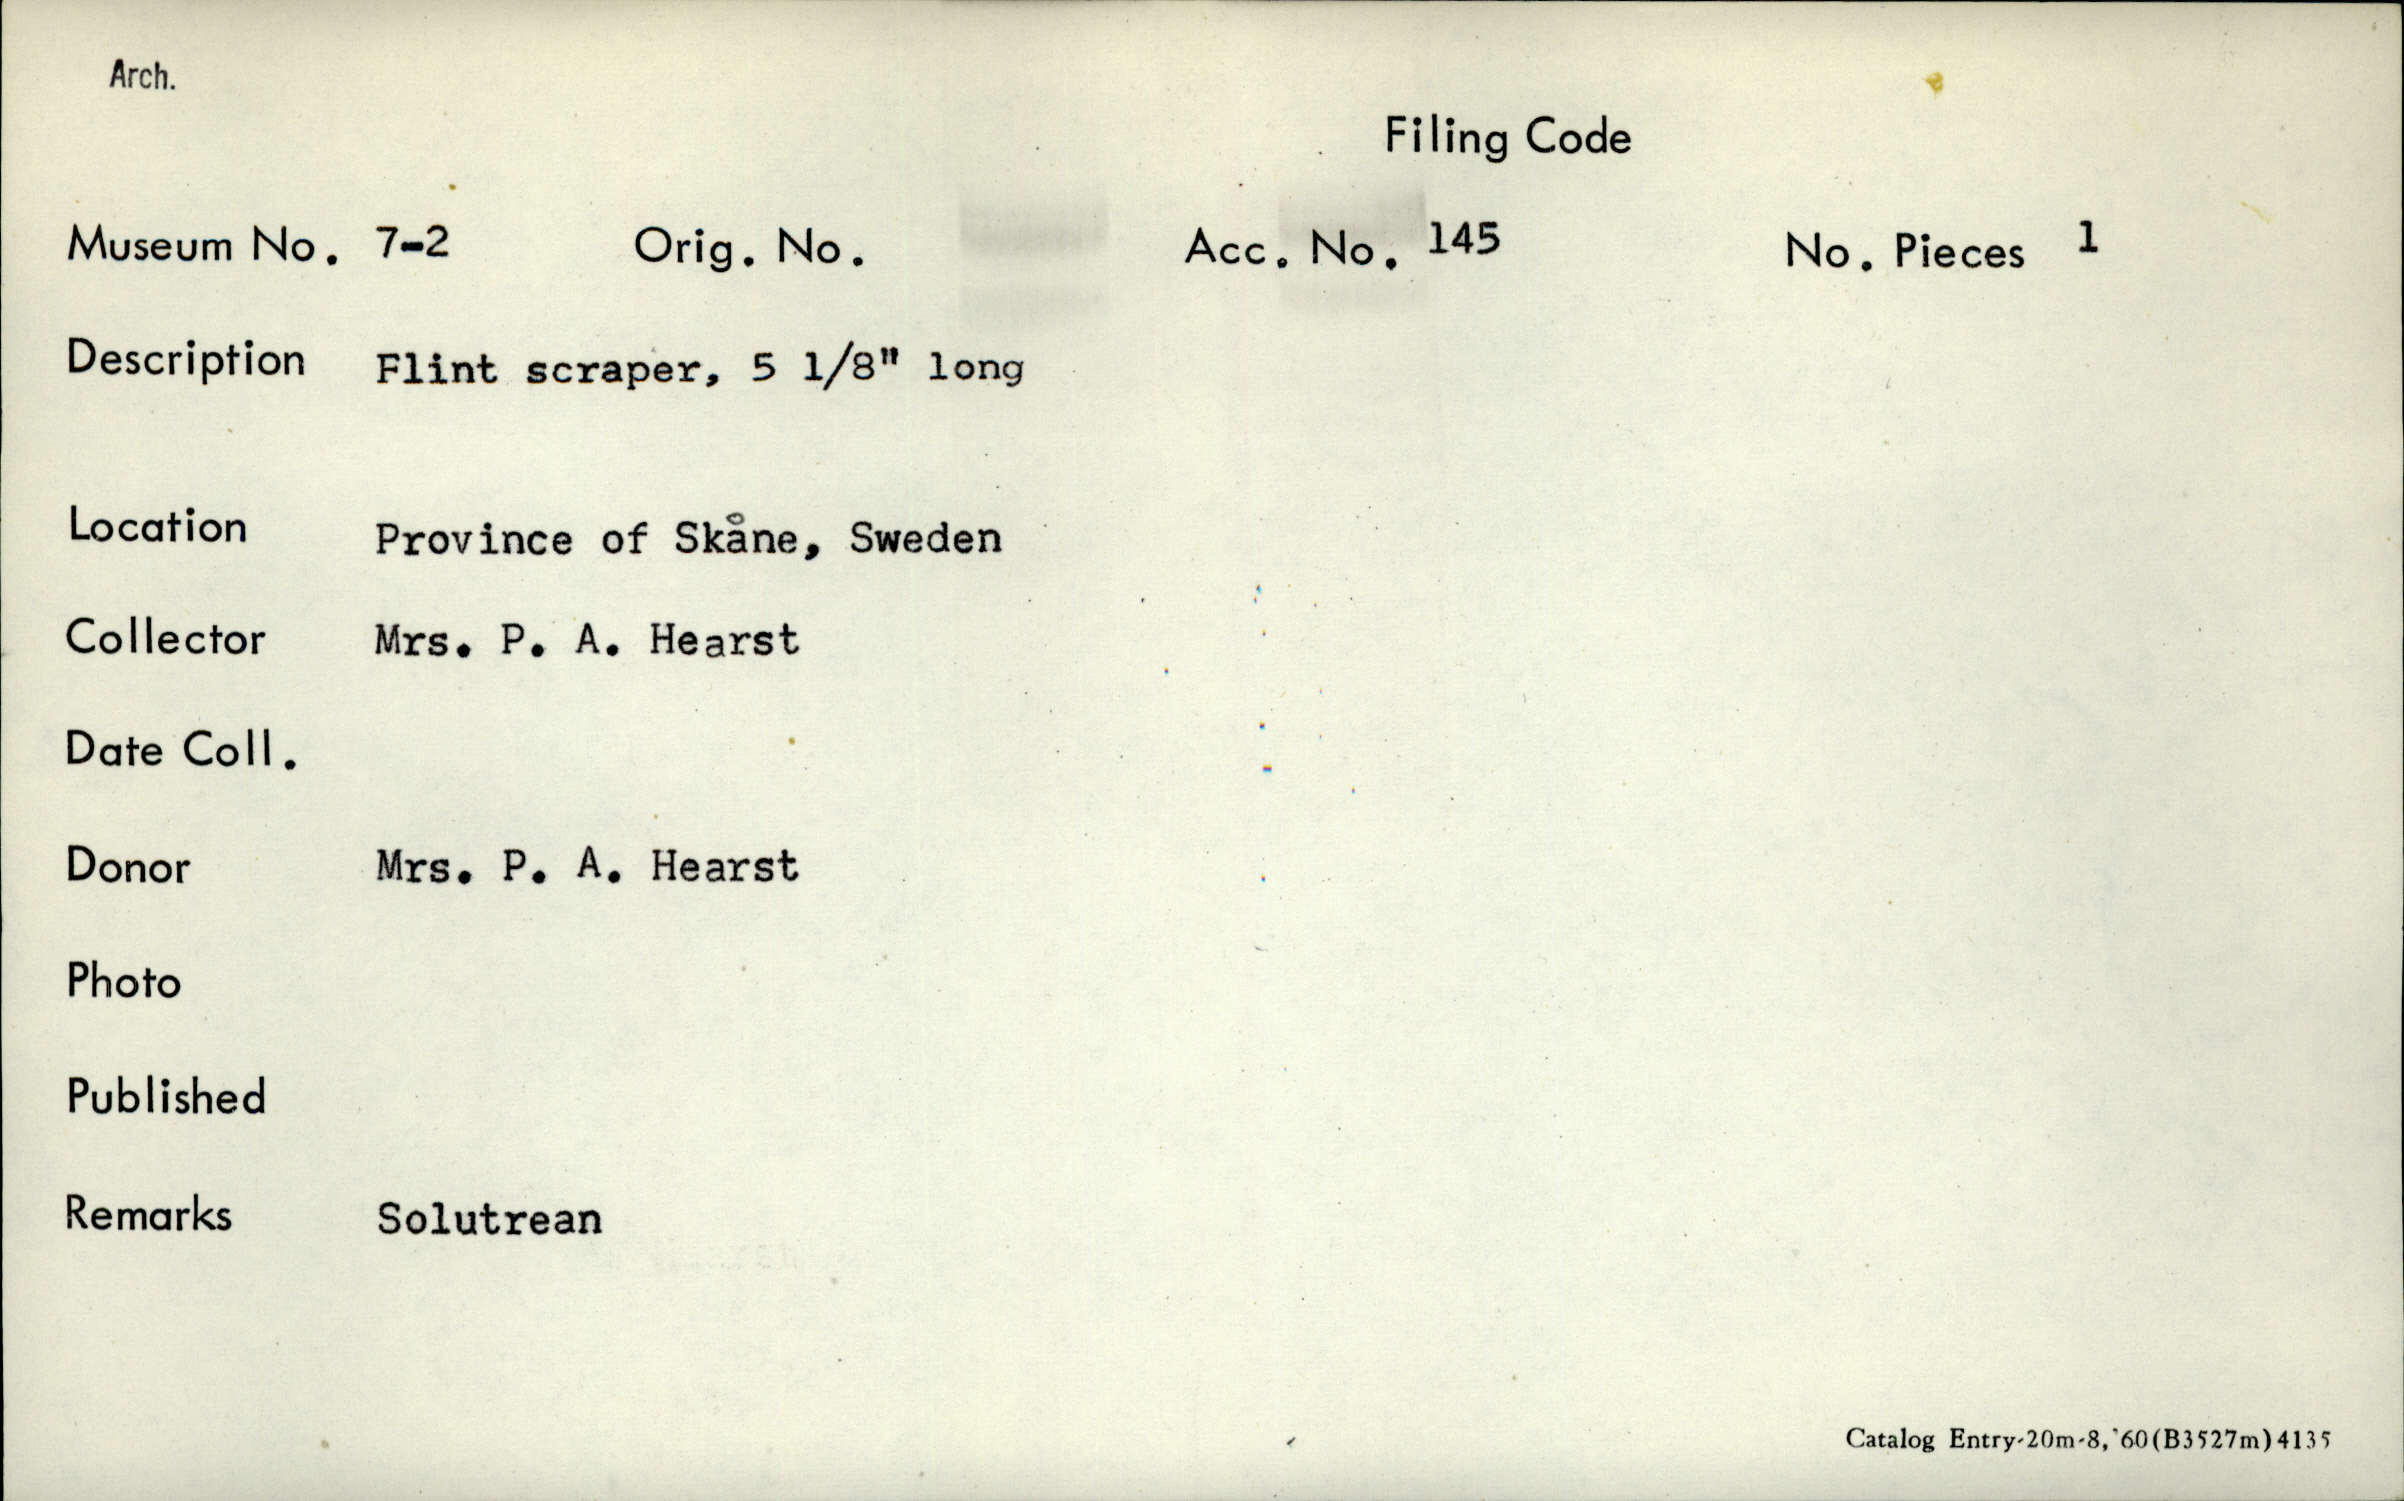 Arch.
Filing Code
Museum No. 7-2 Orig. No. Acc. No. 145 No. Pieces 1
Description Flint scraper, 5 1/8" long
Location Province of Skåne, Sweden
Collector Mrs. P. A. Hearst
Date Coll.
Donor Mrs. P. A. Hearst
Photo
Published
Remarks Solutrean
Catalog Entry-20m-8,'60(B3527m)4135